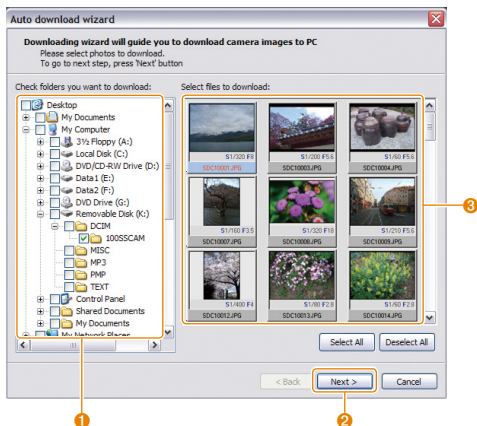 Auto download wizard
Downloading wizard will guide you to download camera images to PC
Please select photos to download.
To go to next step, press 'Next' button
Check folders you want to download:
Desktop
My Documents
My Computer
3½ Floppy (A:)
Local Disk (C:)
DVD/CD-RW Drive (D:)
Data1 (E:)
Data2 (F:)
DVD Drive (G:)
Removable Disk (K:)
DCIM
100SSCAM
MISC
MP3
PMP
TEXT
Control Panel
Shared Documents
My Documents
My Network Places
Select files to download:
S1/320 F8
S1/200 F5.6
S1/60 F5.6
SDC10001.JPG
SDC10003.JPG
SDC10004.JPG
S1/160 F3.5
S1/320 F18
S1/210 F5.6
SDC10007.JPG
SDC10008.JPG
SDC10009.JPG
S1/400 F4
S1/80 F2.8
S1/60 F2.8
SDC10012.JPG
SDC10013.JPG
SDC10014.JPG
3
Select All
Deselect All
< Back
Next >
Cancel
1
2